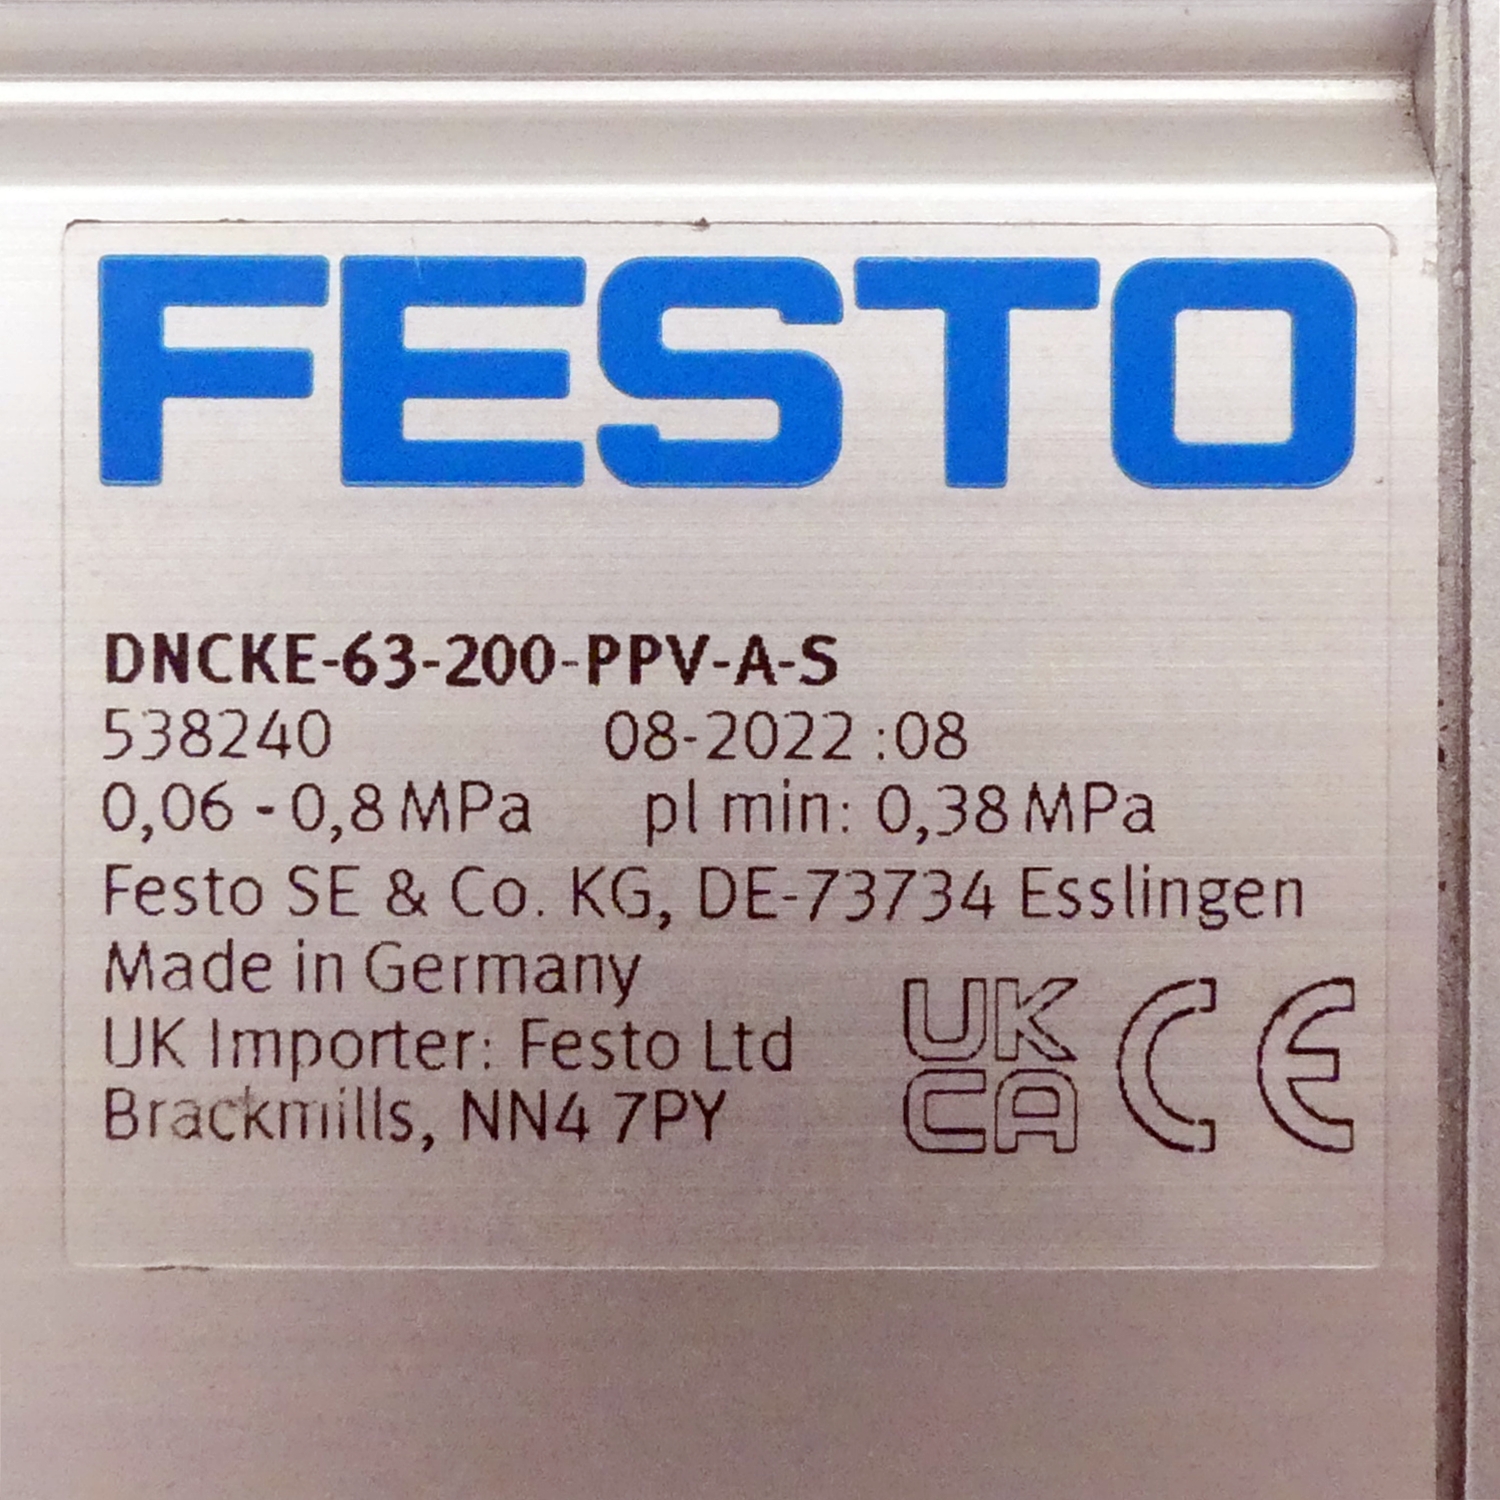 FESTO
DNCKE-63-200-PPV-A-S
538240 08-2022 :08
0,06 - 0,8 MPa pl min: 0,38 MPa
Festo SE & Co. KG, DE-73734 Esslingen
Made in Germany
UK Importer: Festo Ltd
Brackmills, NN4 7PY
UK
CA CE